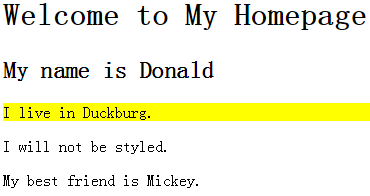 Welcome to My Homepage
My name is Donald
I live in Duckburg.
I will not be styled.
My best friend is Mickey.